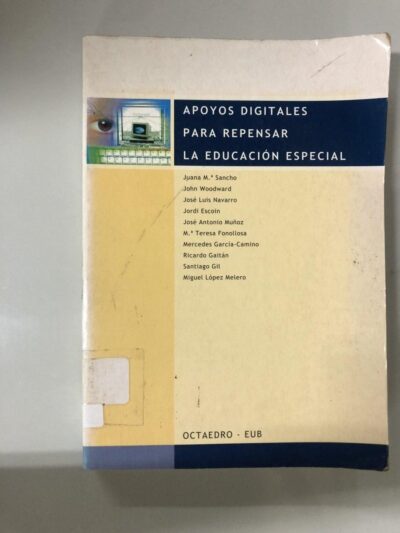 APOYOS DIGITALES
PARA REPENSAR
LA EDUCACIÓN ESPECIAL
Juana M.ª Sancho
John Woodward
José Luis Navarro
Jordi Escoin
José Antonio Muñoz
M.ª Teresa Fonollosa
Mercedes García-Camino
Ricardo Gaitán
Santiago Gil
Miguel López Melero
OCTAEDRO - EUB